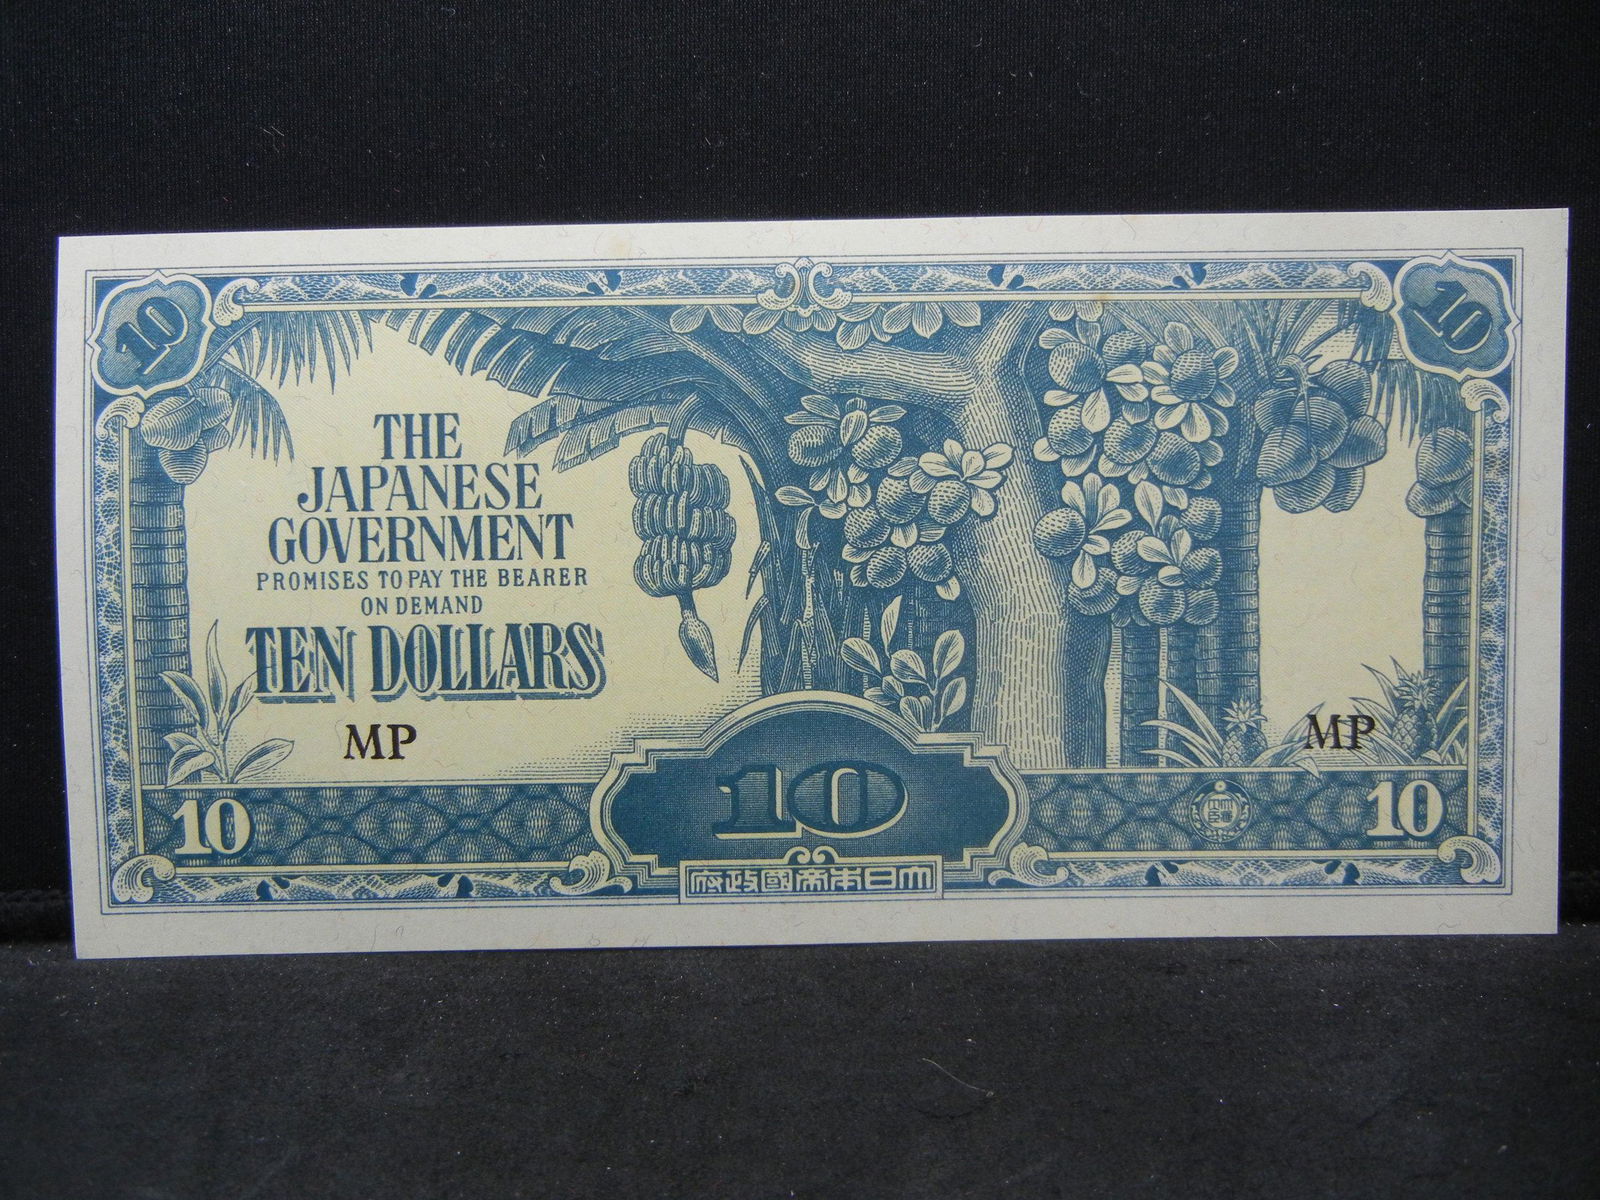 10
10
THE
JAPANESE
GOVERNMENT
PROMISES TO PAY THE BEARER
ON DEMAND
TEN DOLLARS
MP
MP
10
10
10
府政國帝本日大